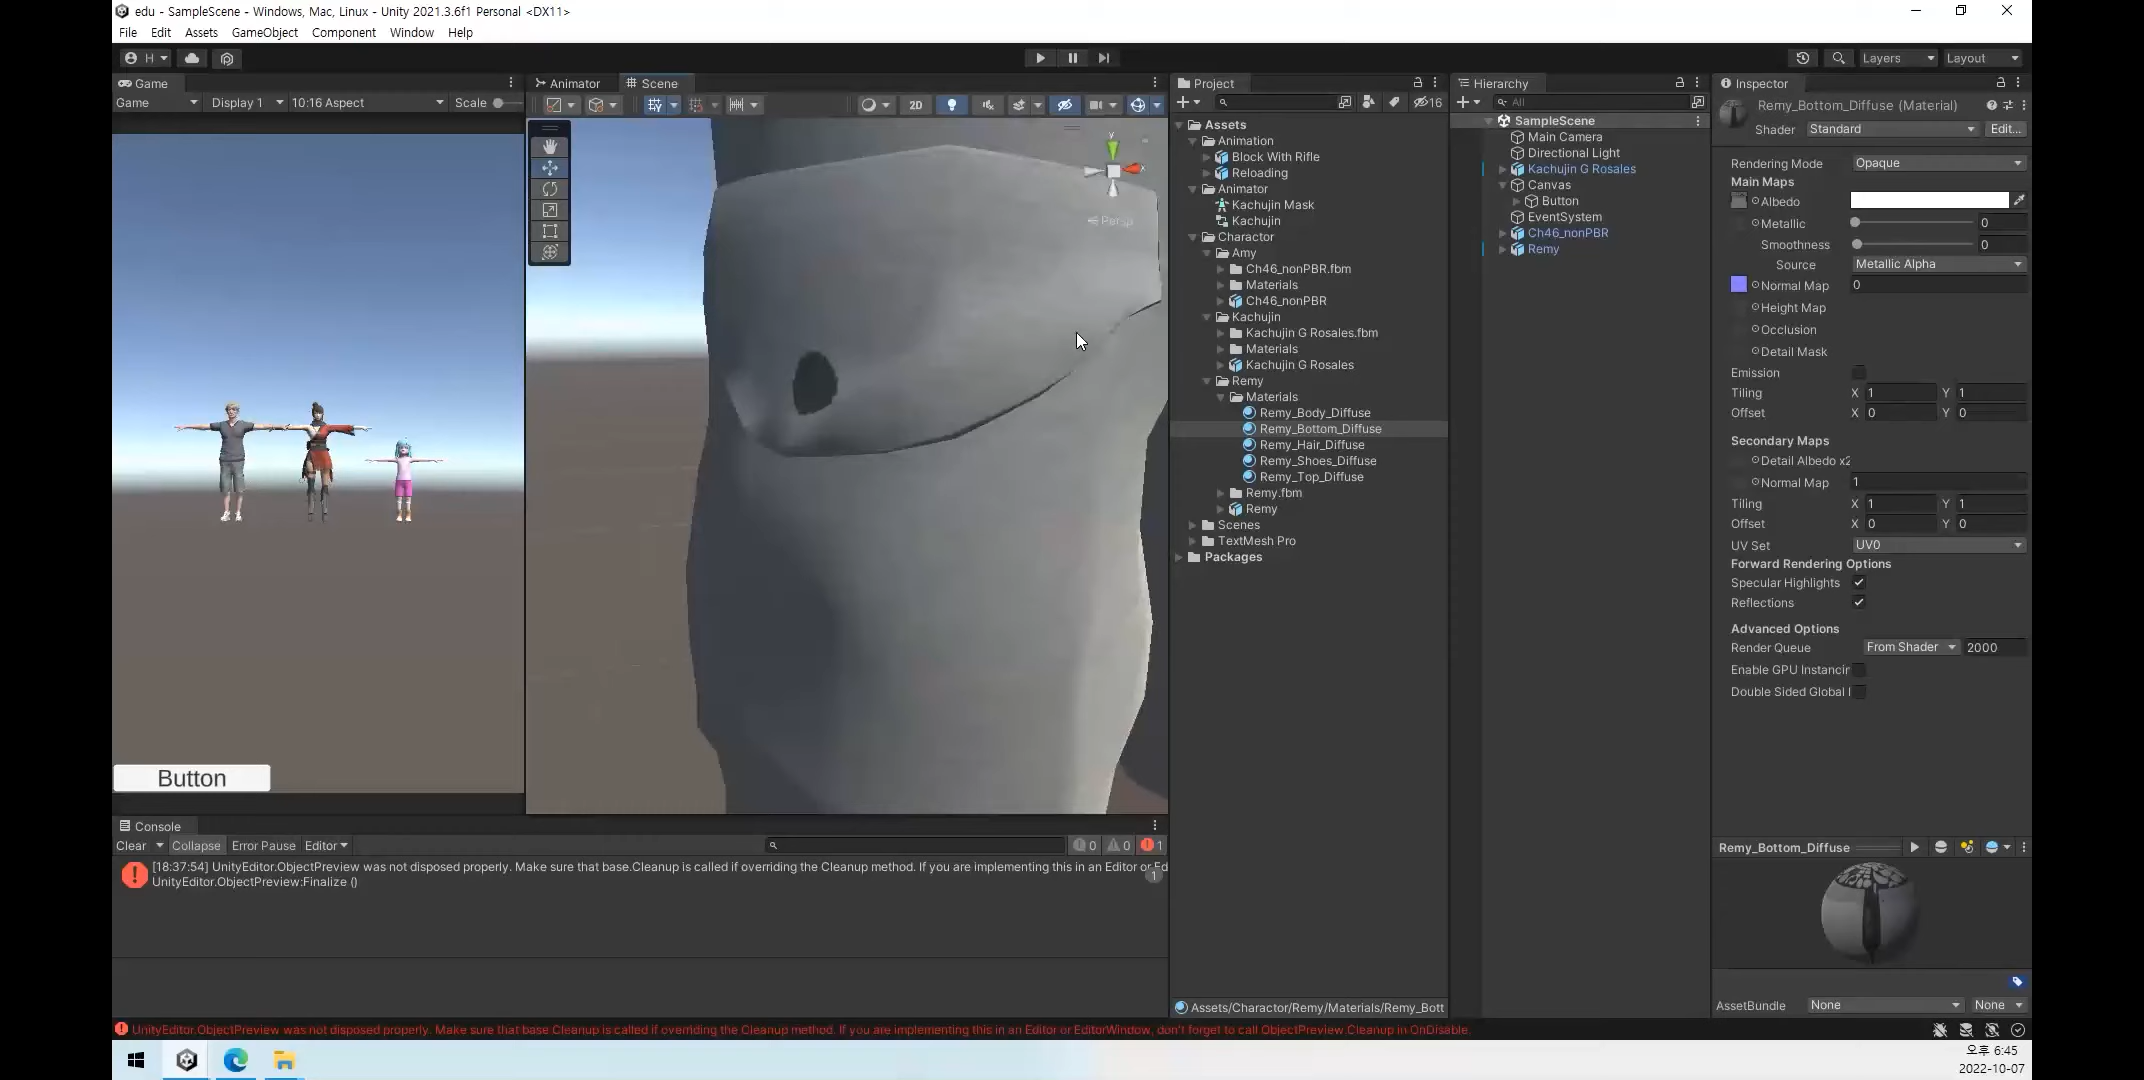 edu - SampleScene - Windows, Mac, Linux - Unity 2021.3.6f1 Personal <DX11>
File Edit Assets GameObject Component Window Help
H Layers Layout
Game
Game Display 1 10:16 Aspect Scale
Button
Animator Scene
2D
y
x
Persp
Project
16
Assets
Animation
Block With Rifle
Reloading
Animator
Kachujin Mask
Kachujin
Charactor
Amy
Ch46_nonPBR.fbm
Materials
Ch46_nonPBR
Kachujin
Kachujin G Rosales.fbm
Materials
Kachujin G Rosales
Remy
Materials
Remy_Body_Diffuse
Remy_Bottom_Diffuse
Remy_Hair_Diffuse
Remy_Shoes_Diffuse
Remy_Top_Diffuse
Remy.fbm
Remy
Scenes
TextMesh Pro
Packages
Assets/Charactor/Remy/Materials/Remy_Bott
Hierarchy
All
SampleScene
Main Camera
Directional Light
Kachujin G Rosales
Canvas
Button
EventSystem
Ch46_nonPBR
Remy
Inspector
Remy_Bottom_Diffuse (Material)
Shader Standard Edit...
Rendering Mode Opaque
Main Maps
Albedo
Metallic 0
Smoothness 0
Source Metallic Alpha
Normal Map 0
Height Map
Occlusion
Detail Mask
Emission
Tiling X 1 Y 1
Offset X 0 Y 0
Secondary Maps
Detail Albedo x2
Normal Map 1
Tiling X 1 Y 1
Offset X 0 Y 0
UV Set UV0
Forward Rendering Options
Specular Highlights
Reflections
Advanced Options
Render Queue From Shader 2000
Enable GPU Instancin
Double Sided Global I
Remy_Bottom_Diffuse
AssetBundle None None
Console
Clear Collapse Error Pause Editor 0 0 1
[18:37:54] UnityEditor.ObjectPreview was not disposed properly. Make sure that base.Cleanup is called if overriding the Cleanup method. If you are implementing this in an Editor or Ed
UnityEditor.ObjectPreview:Finalize () 1
UnityEditor.ObjectPreview was not disposed properly. Make sure that base.Cleanup is called if overriding the Cleanup method. If you are implementing this in an Editor or EditorWindow, don't forget to call ObjectPreview.Cleanup in OnDisable.
오후 6:45
2022-10-07